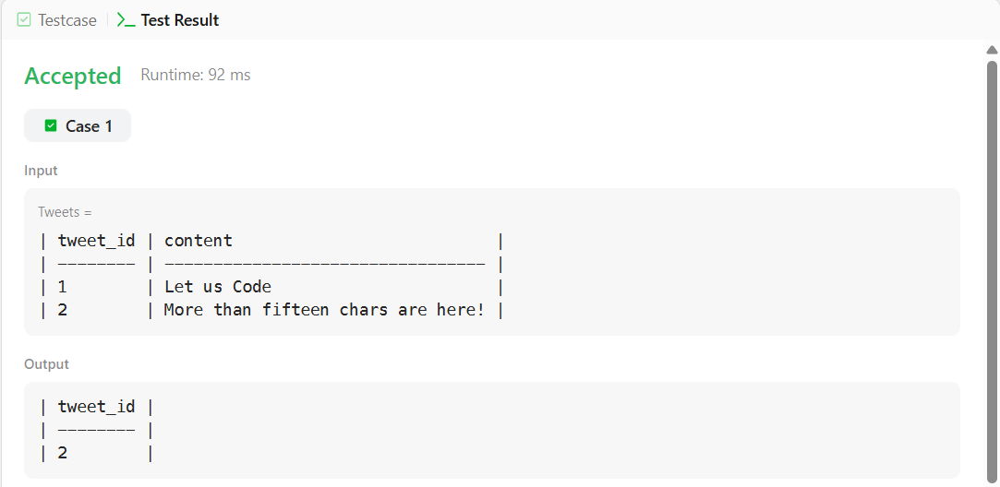 Testcase | >_ Test Result
Accepted Runtime: 92 ms
Case 1
Input
Tweets =
| tweet_id | content                          |
| -------- | --------------------------------- |
| 1        | Let us Code                       |
| 2        | More than fifteen chars are here! |
Output
| tweet_id |
| -------- |
| 2        |